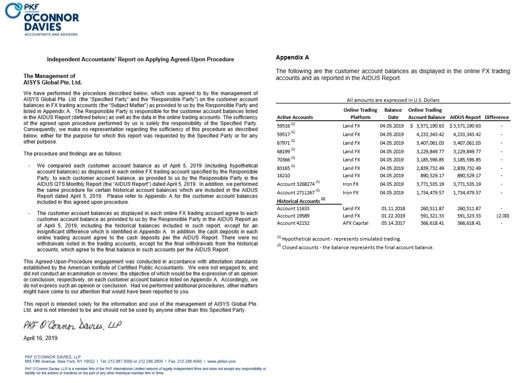 PKF
O'CONNOR
DAVIES
ACCOUNTANTS AND ADVISORS
Independent Accountants' Report on Applying Agreed-Upon Procedure
The Management of
AISYS Global Pte. Ltd.
We have performed the procedure described below, which was agreed to by the management of
AISYS Global Pte. Ltd. (the "Specified Party" and the "Responsible Party") on the customer account
balances in FX trading accounts (the "Subject Matter") as provided to us by the Responsible Party and
listed in Appendix A. The Responsible Party is responsible for the customer account balances listed
in the AIDUS Report (defined below) as well as the data in the online trading accounts. The sufficiency
of the agreed upon procedure performed by us is solely the responsibility of the Specified Party.
Consequently, we make no representation regarding the sufficiency of this procedure as described
below, either for the purpose for which this report was requested by the Specified Party or for any
other purpose.
The procedure and findings are as follows:
- We compared each customer account balance as of April 5, 2019 (including hypothetical
account balances) as displayed in each online FX trading account specified by the Responsible
Party, to each customer account balance, as provided to us by the Responsible Party in the
AIDUS QTS Monthly Report (the "AIDUS Report") dated April 5, 2019. In addition, we performed
the same procedure for certain historical account balances which are included in the AIDUS
Report dated April 5, 2019. Please refer to Appendix A for the customer account balances
included in this agreed upon procedure.
- The customer account balances as displayed in each online FX trading account agree to each
customer account balance as provided to us by the Responsible Party in the AIDUS Report as
of April 5, 2019, including the historical balances included in such report, except for an
insignificant difference which is identified in Appendix A. In addition, the cash deposits in each
online trading account agree to the cash deposits per the AIDUS Report. There were no
withdrawals noted in the trading accounts, except for the final withdrawals from the historical
accounts, which agree to the final balance in such accounts per the AIDUS Report.
This Agreed-Upon-Procedure engagement was conducted in accordance with attestation standards
established by the American Institute of Certified Public Accountants. We were not engaged to, and
did not conduct an examination or review, the objective of which would be the expression of an opinion
or conclusion, respectively, on each customer account balance listed on Appendix A. Accordingly, we
do not express such an opinion or conclusion. Had we performed additional procedures, other matters
might have come to our attention that would have been reported to you.
This report is intended solely for the information and use of the management of AISYS Global Pte.
Ltd. and is not intended to be and should not be used by anyone other than this Specified Party.
PKF O'Connor Davies, LLP
April 16, 2019
PKF O'CONNOR DAVIES, LLP
665 Fifth Avenue, New York, NY 10022 | Tel: 212.867.8000 or 212.286.2600 | Fax: 212.286.4080 | www.pkfod.com
PKF O'Connor Davies, LLP is a member firm of the PKF International Limited network of legally independent firms and does not accept any responsibility or
liability for the actions or inactions on the part of any other individual member firm or firms.
Appendix A
The following are the customer account balances as displayed in the online FX trading
accounts and as reported in the AIDUS Report.
All amounts are expressed in U.S. Dollars
Online Trading Balance Online Trading
Active Accounts Platform Date Account Balance AIDUS Report Difference
59516 (1) Land FX 04.05.2019 $ 3,571,190.63 $ 3,571,190.63 -
59517 (1) Land FX 04.05.2019 4,233,343.42 4,233,343.42 -
67971 (1) Land FX 04.05.2019 3,407,061.03 3,407,061.03 -
68199 (1) Land FX 04.05.2019 3,229,849.77 3,229,849.77 -
70366 (1) Land FX 04.05.2019 3,185,596.85 3,185,596.85 -
83165 (1) Land FX 04.05.2019 2,839,732.49 2,839,732.49 -
16210 Land FX 04.05.2019 890,529.17 890,529.17 -
Account 3268274 (1) Iron FX 04.05.2019 3,771,535.19 3,771,535.19 -
Account 2711267 (1) Iron FX 04.05.2019 1,734,479.57 1,734,479.57 -
Historical Accounts (2)
Account 11633 Land FX 01.11.2018 260,511.87 260,511.87 -
Account 19589 Land FX 01.22.2019 591,321.33 591,323.33 (2.00)
Account 42152 AFX Capital 03.14.2017 366,618.41 366,618.41 -
(1) Hypothetical account - represents simulated trading.
(2) Closed accounts - the balance represents the final account balance.